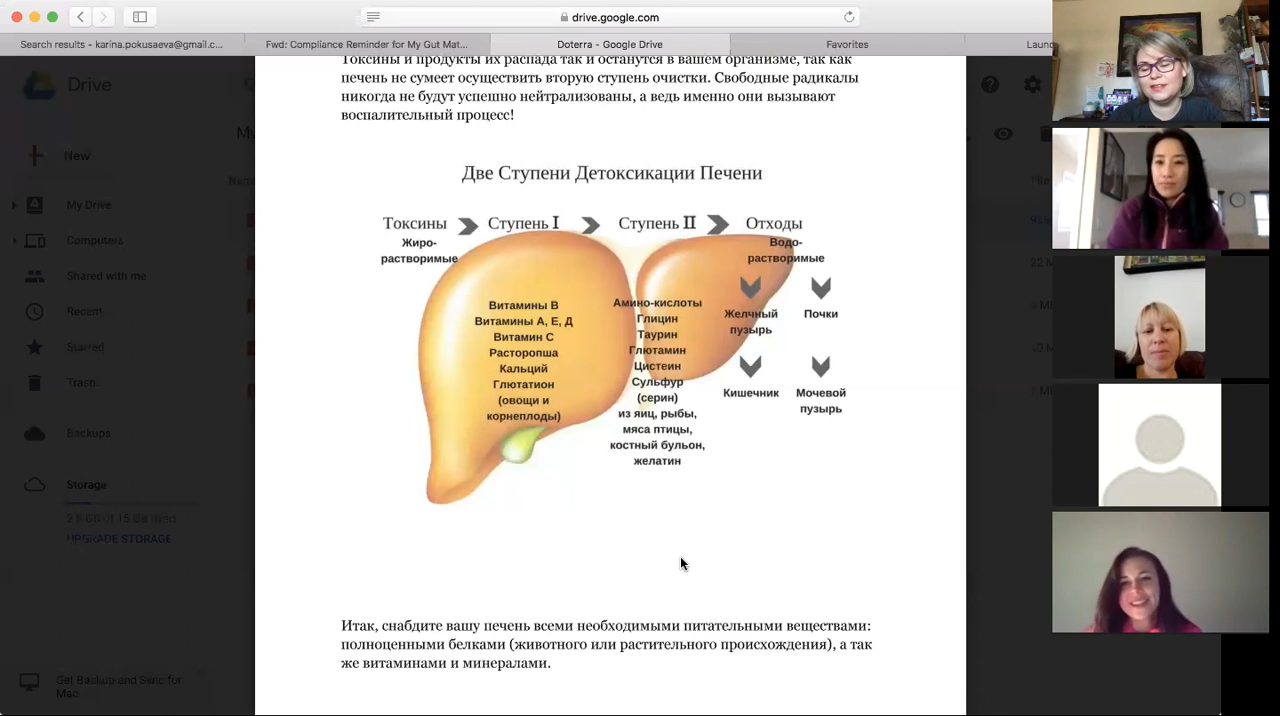 drive.google.com
Search results - karina.pokusaeva@gmail.c...
Fwd: Compliance Reminder for My Gut Mat...
Doterra - Google Drive
Favorites
Laun
Drive
New
My Drive
Computers
Shared with me
Recent
Starred
Trash
Backups
Storage
UPGRADE STORAGE
Get Backup and Sync for
Mac
Токсины и продукты их распада так и останутся в вашем организме, так как
печень не сумеет осуществить вторую ступень очистки. Свободные радикалы
никогда не будут успешно нейтрализованы, а ведь именно они вызывают
воспалительный процесс!
Две Ступени Детоксикации Печени
Токсины
Ступень I
Ступень II
Отходы
Жиро-
растворимые
Водо-
растворимые
Витамины В
Витамины А, Е, Д
Витамин С
Расторопша
Кальций
Глютатион
(овощи и
корнеплоды)
Амино-кислоты
Глицин
Таурин
Глютамин
Цистеин
Сульфур
(серин)
из яиц, рыбы,
мяса птицы,
костный бульон,
желатин
Желчный
пузырь
Почки
Кишечник
Мочевой
пузырь
Итак, снабдите вашу печень всеми необходимыми питательными веществами:
полноценными белками (животного или растительного происхождения), а так
же витаминами и минералами.